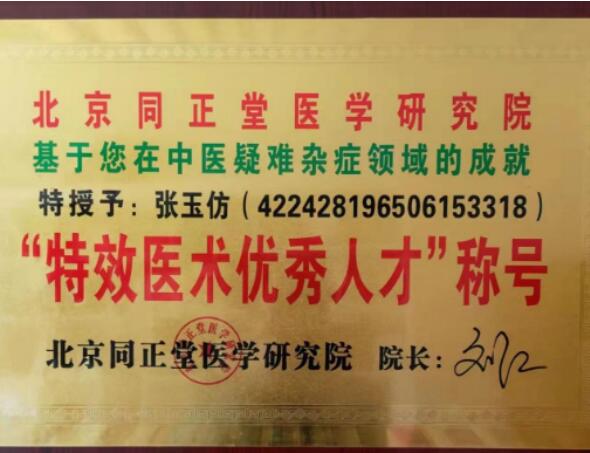 北京同正堂医学研究院
基于您在中医疑难杂症领域的成就
特授予：张玉仿（422428196506153318）
“特效医术优秀人才”称号
北京同正堂医学研究院 院长：